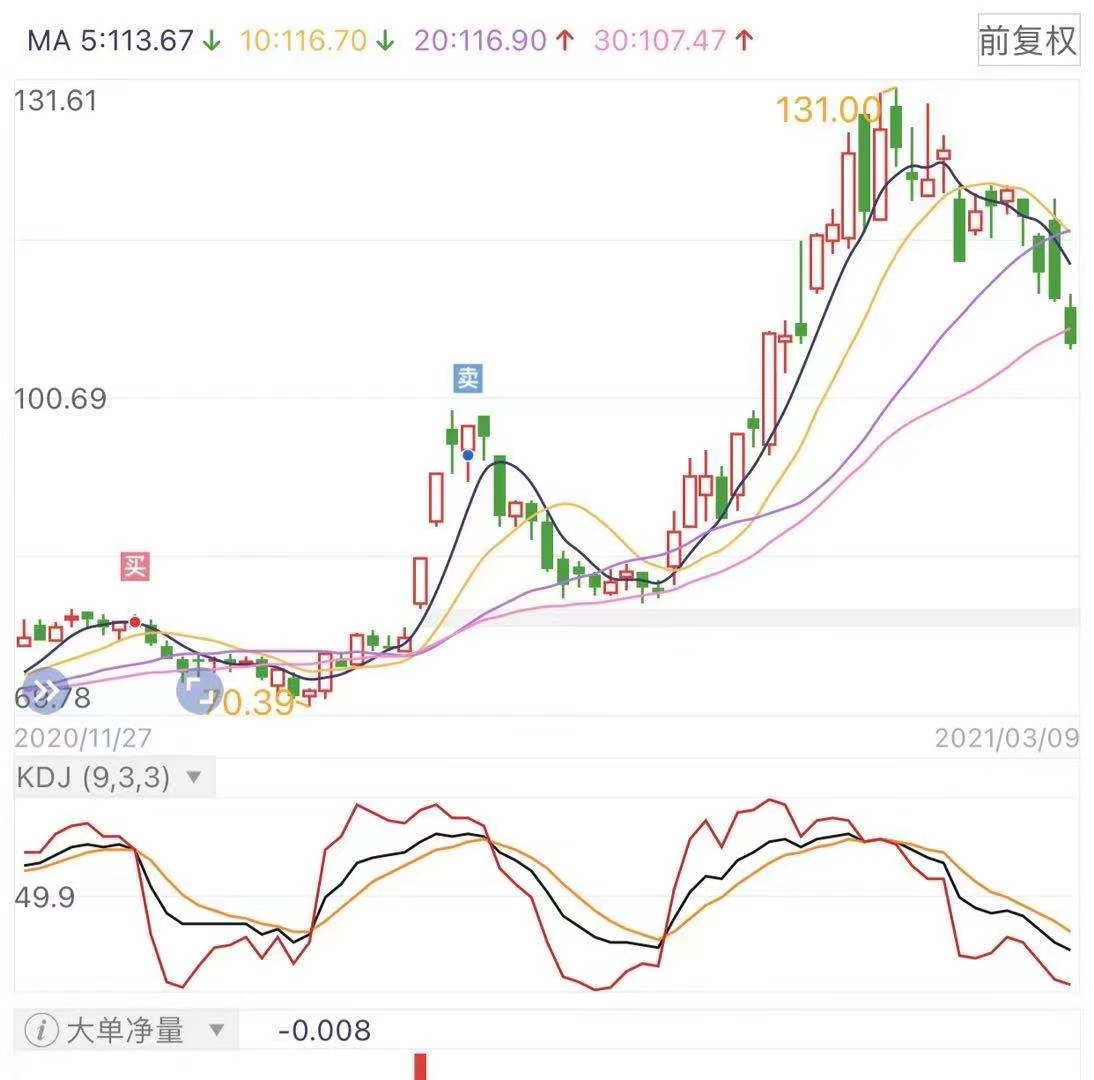 MA 5:113.67↓ 10:116.70↓ 20:116.90↑ 30:107.47↑ 前复权
131.61
131.00
100.69
卖
买
70.39
2020/11/27 2021/03/09
KDJ (9,3,3) ▼
49.9
i 大单净量 ▼ -0.008